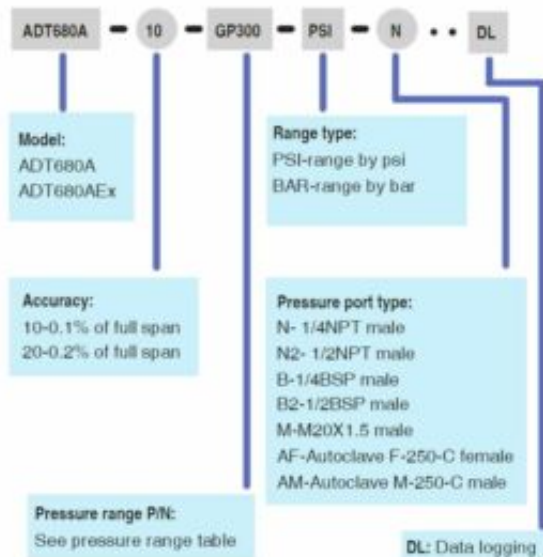 ADT680A - 10 - GP300 - PSI - N - - DL
Model:
ADT680A
ADT680AEx
Range type:
PSI-range by psi
BAR-range by bar
Accuracy:
10-0.1% of full span
20-0.2% of full span
Pressure port type:
N- 1/4NPT male
N2- 1/2NPT male
B-1/4BSP male
B2-1/2BSP male
M-M20X1.5 male
AF-Autoclave F-250-C female
AM-Autoclave M-250-C male
Pressure range P/N:
See pressure range table
DL: Data logging